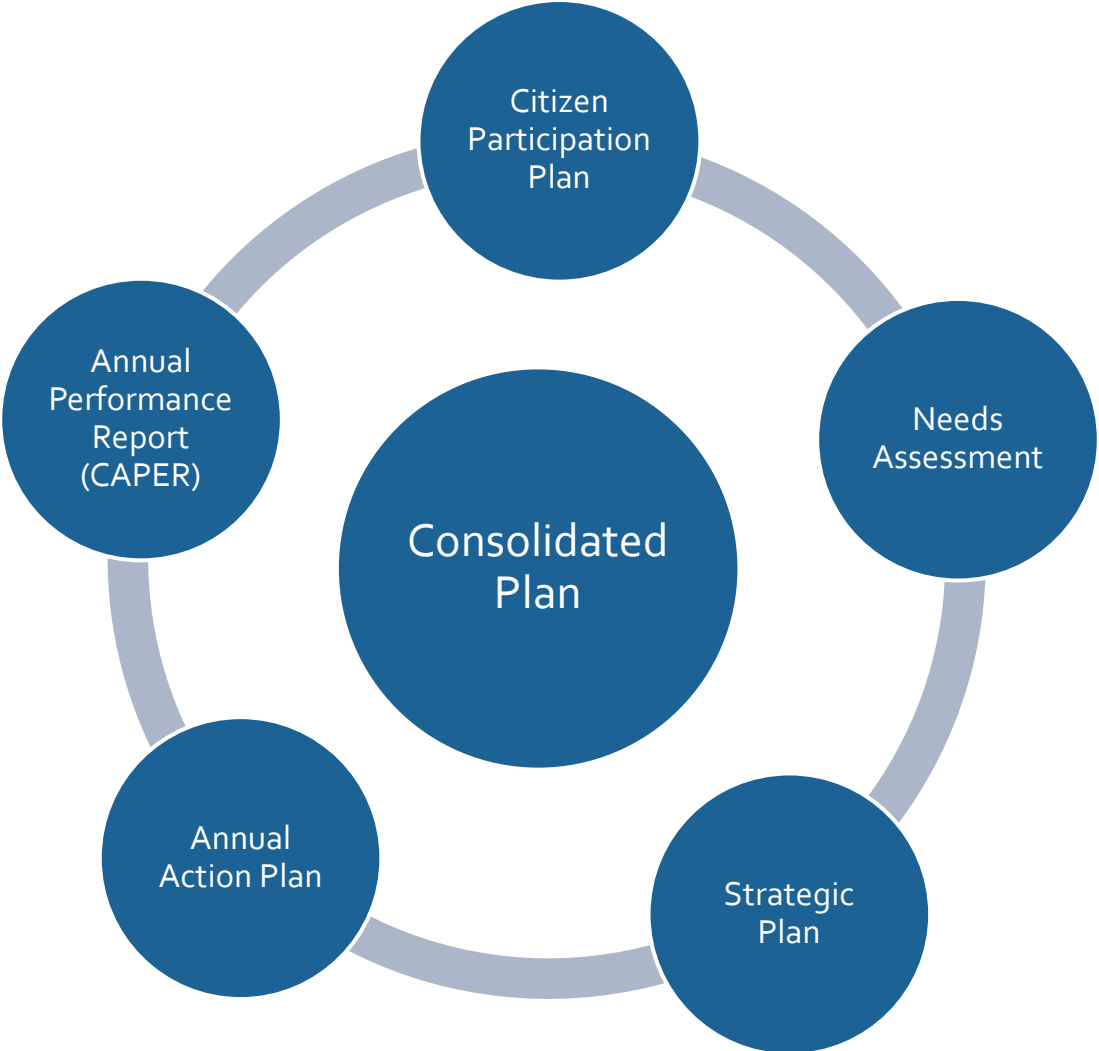 Citizen
Participation
Plan
Needs
Assessment
Strategic
Plan
Annual
Action Plan
Annual
Performance
Report
(CAPER)
Consolidated
Plan